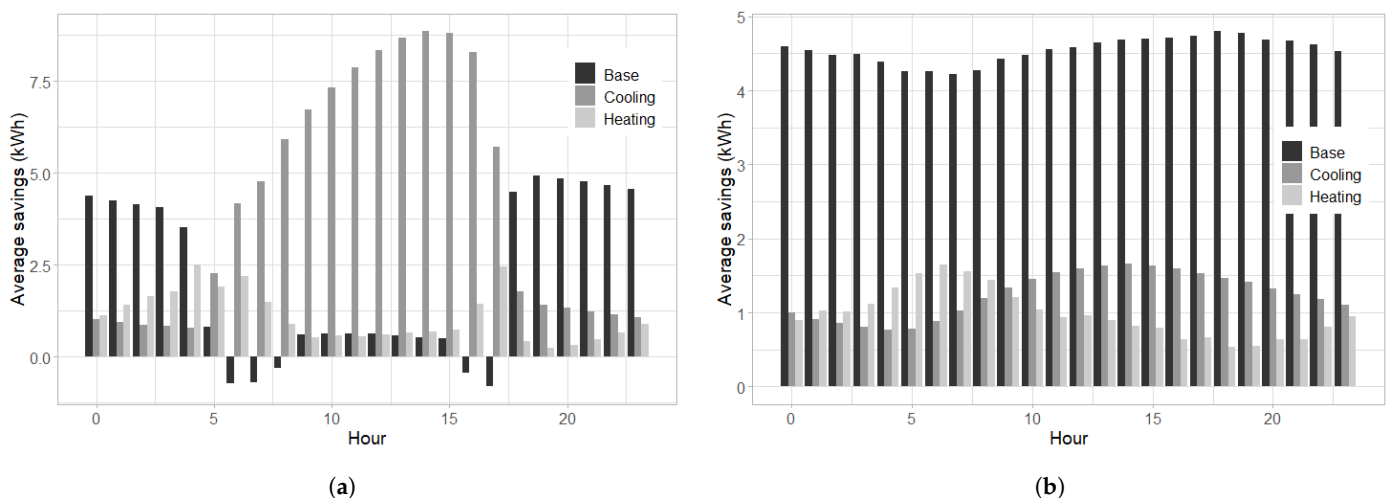 Average savings (kWh)
7.5
5.0
2.5
0.0
Base
Cooling
Heating
0 5 10 15 20
Hour
(a)
Average savings (kWh)
5
4
3
2
1
0
Base
Cooling
Heating
0 5 10 15 20
Hour
(b)